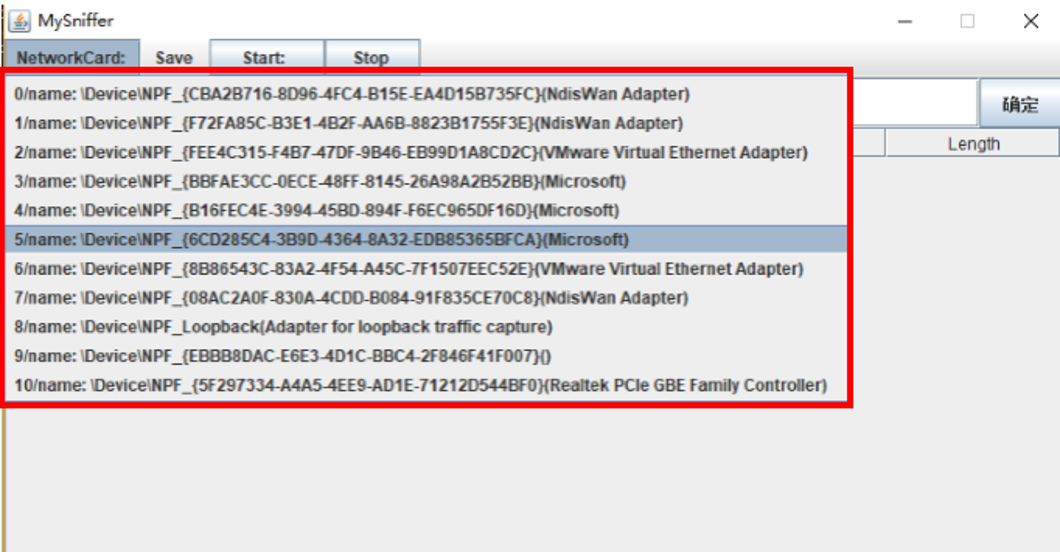 MySniffer
NetworkCard: Save Start: Stop
0/name: \Device\NPF_{CBA2B716-8D96-4FC4-B15E-EA4D15B735FC}(NdisWan Adapter)
1/name: \Device\NPF_{F72FA85C-B3E1-4B2F-AA6B-8823B1755F3E}(NdisWan Adapter)
确定
2/name: \Device\NPF_{FEE4C315-F4B7-47DF-9B46-EB99D1A8CD2C}(VMware Virtual Ethernet Adapter)
Length
3/name: \Device\NPF_{BBFAE3CC-0ECE-48FF-8145-26A98A2B52BB}(Microsoft)
4/name: \Device\NPF_{B16FEC4E-3994-45BD-894F-F6EC965DF16D}(Microsoft)
5/name: \Device\NPF_{6CD285C4-3B9D-4364-8A32-EDB85365BFCA}(Microsoft)
6/name: \Device\NPF_{8B86543C-83A2-4F54-A45C-7F1507EEC52E}(VMware Virtual Ethernet Adapter)
7/name: \Device\NPF_{08AC2A0F-830A-4CDD-B084-91F835CE70C8}(NdisWan Adapter)
8/name: \Device\NPF_Loopback(Adapter for loopback traffic capture)
9/name: \Device\NPF_{EBBB8DAC-E6E3-4D1C-BBC4-2F846F41F007}()
10/name: \Device\NPF_{5F297334-A4A5-4EE9-AD1E-71212D544BF0}(Realtek PCIe GBE Family Controller)